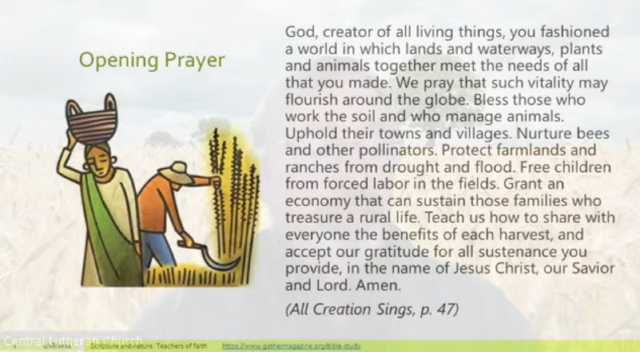 Opening Prayer
God, creator of all living things, you fashioned
a world in which lands and waterways, plants
and animals together meet the needs of all
that you made. We pray that such vitality may
flourish around the globe. Bless those who
work the soil and who manage animals.
Uphold their towns and villages. Nurture bees
and other pollinators. Protect farmlands and
ranches from drought and flood. Free children
from forced labor in the fields. Grant an
economy that can sustain those families who
treasure a rural life. Teach us how to share with
everyone the benefits of each harvest, and
accept our gratitude for all sustenance you
provide, in the name of Jesus Christ, our Savior
and Lord. Amen.
(All Creation Sings, p. 47)
Central Lutheran Church
Scripture and nature: Teachers of faith https://www.gathermagazine.org/bible-study